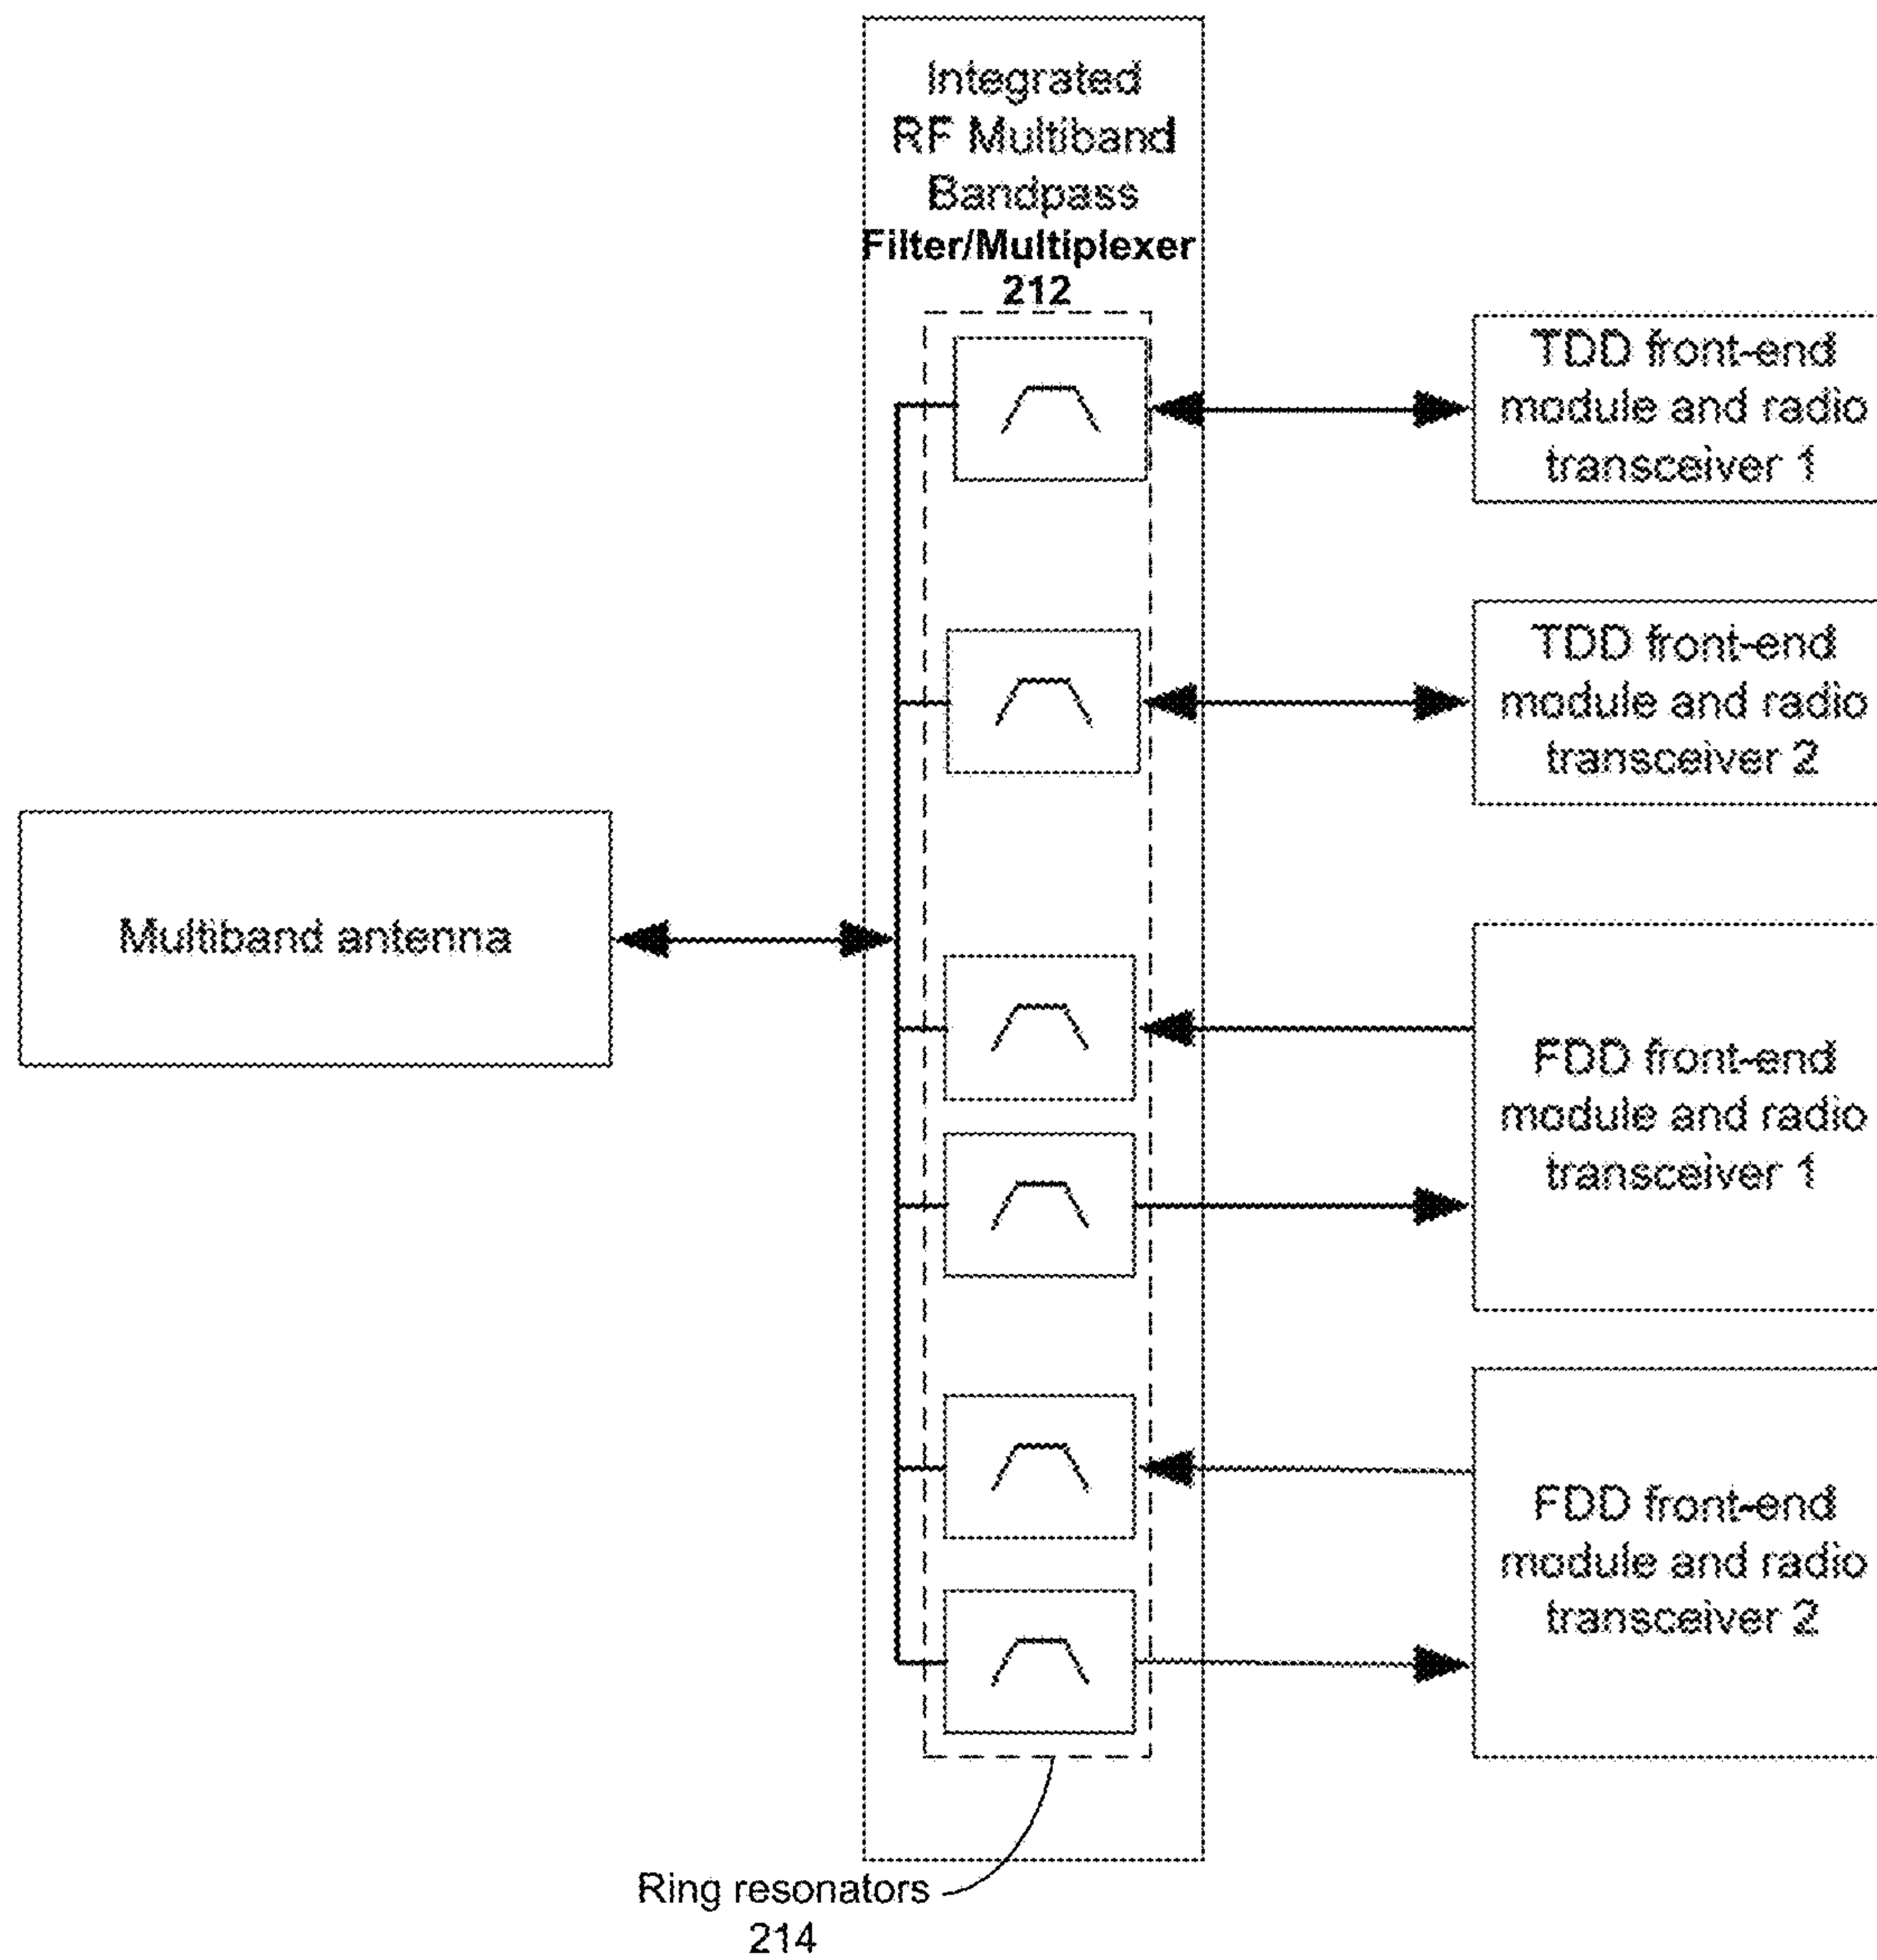 Integrated
RF Multiband
Bandpass
Filter/Multiplexer
212
TDD front-end
module and radio
transceiver 1
TDD front-end
module and radio
transceiver 2
Multiband antenna
FDD front-end
module and radio
transceiver 1
FDD front-end
module and radio
transceiver 2
Ring resonators
214